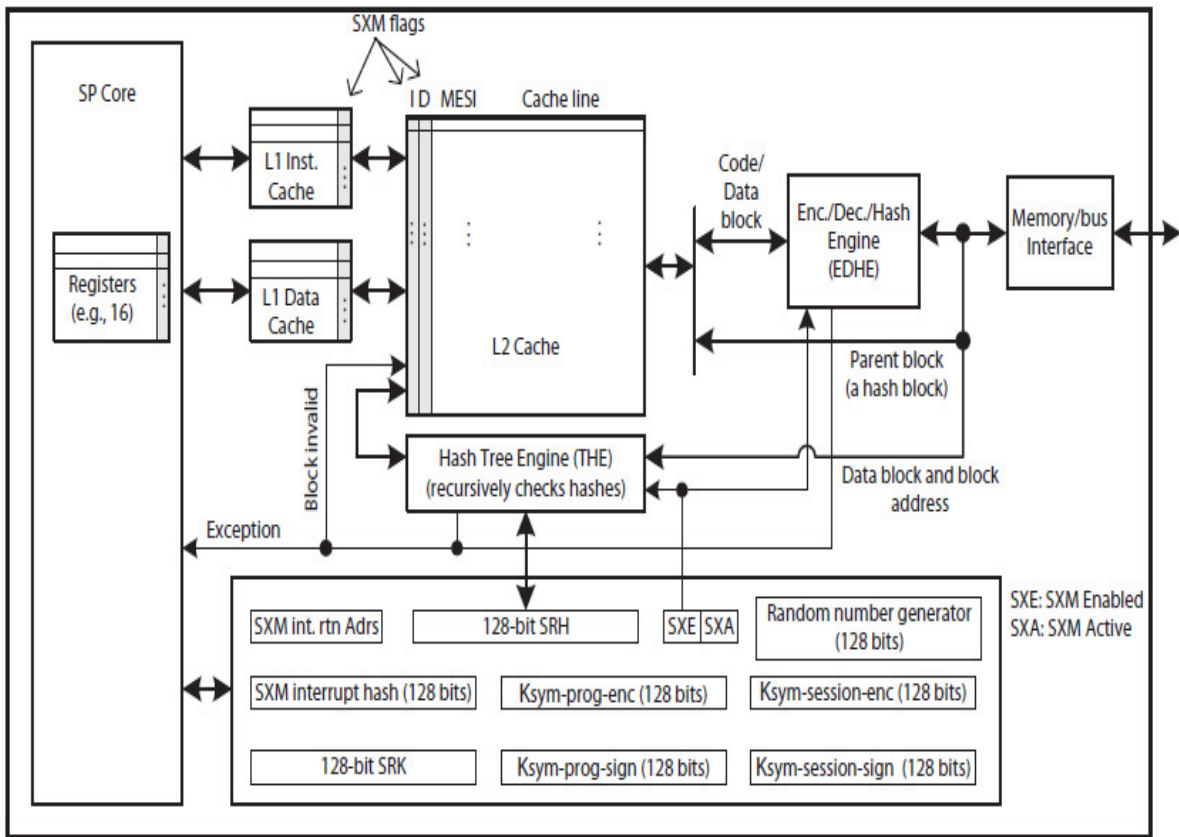 SXM flags
SP Core
I D MESI Cache line
L1 Inst.
Cache
Code/
Data
block
Enc./Dec./Hash
Engine
(EDHE)
Memory/bus
Interface
Registers
(e.g., 16)
L1 Data
Cache
L2 Cache
Parent block
(a hash block)
Block invalid
Hash Tree Engine (THE)
(recursively checks hashes)
Data block and block
address
Exception
SXM int. rtn Adrs
128-bit SRH
SXE SXA
Random number generator
(128 bits)
SXE: SXM Enabled
SXA: SXM Active
SXM interrupt hash (128 bits)
Ksym-prog-enc (128 bits)
Ksym-session-enc (128 bits)
128-bit SRK
Ksym-prog-sign (128 bits)
Ksym-session-sign (128 bits)